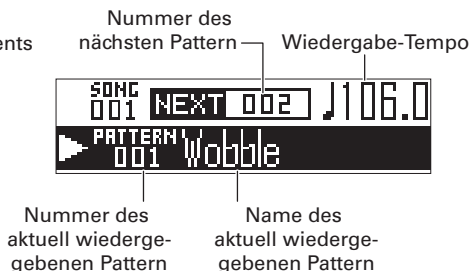 Nummer des
nächsten Pattern
ents
Wiedergabe-Tempo
SONG
001 NEXT 002 ♩106.0
PATTERN
001 Wobble
Nummer des
aktuell wiederge-
gebenen Pattern
Name des
aktuell wiederge-
gebenen Pattern